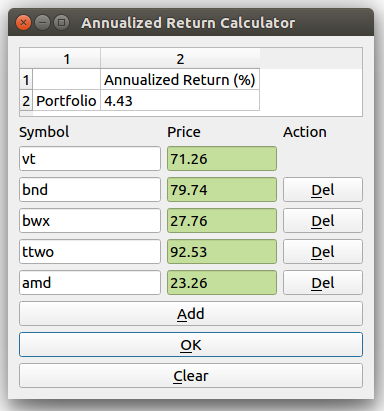 Annualized Return Calculator
1 2
1 Annualized Return (%)
2 Portfolio 4.43
Symbol Price Action
vt 71.26
bnd 79.74 Del
bwx 27.76 Del
ttwo 92.53 Del
amd 23.26 Del
Add
OK
Clear